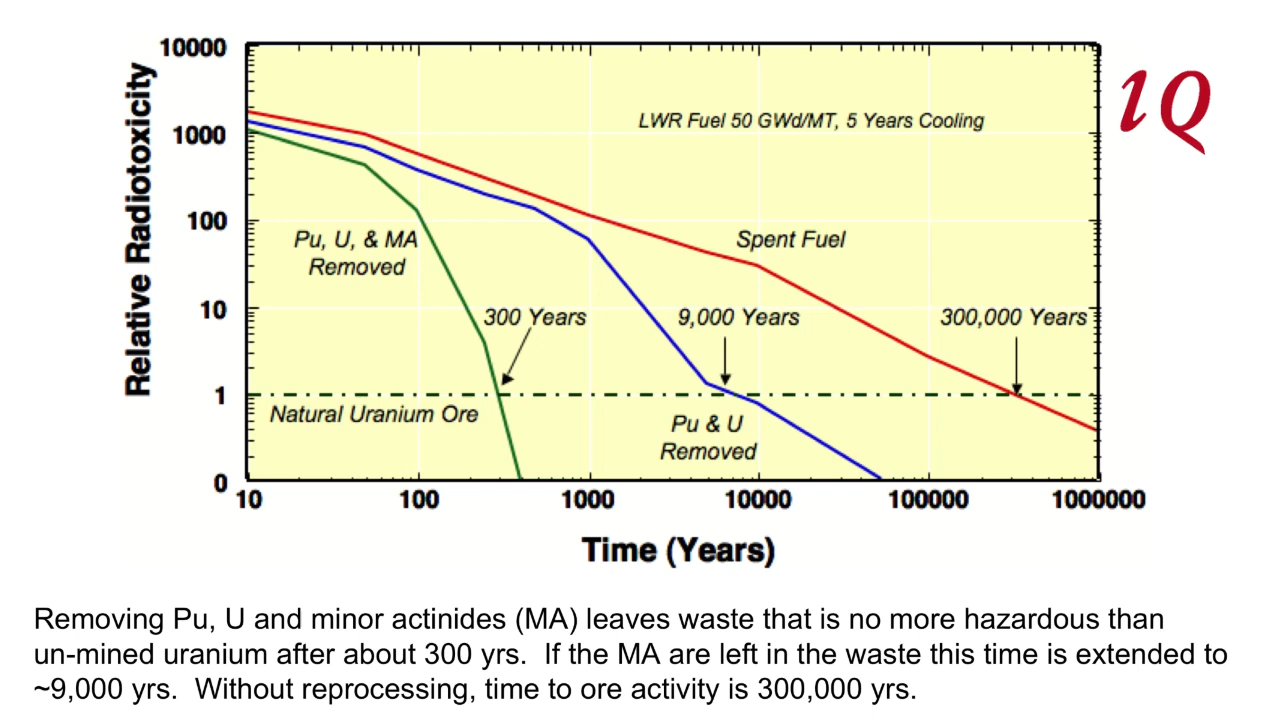 10000
1000
100
10
1
0
Relative Radiotoxicity
LWR Fuel 50 GWd/MT, 5 Years Cooling
lQ
Pu, U, & MA
Removed
Spent Fuel
300 Years
9,000 Years
300,000 Years
Natural Uranium Ore
Pu & U
Removed
10 100 1000 10000 100000 1000000
Time (Years)
Removing Pu, U and minor actinides (MA) leaves waste that is no more hazardous than
un-mined uranium after about 300 yrs. If the MA are left in the waste this time is extended to
~9,000 yrs. Without reprocessing, time to ore activity is 300,000 yrs.